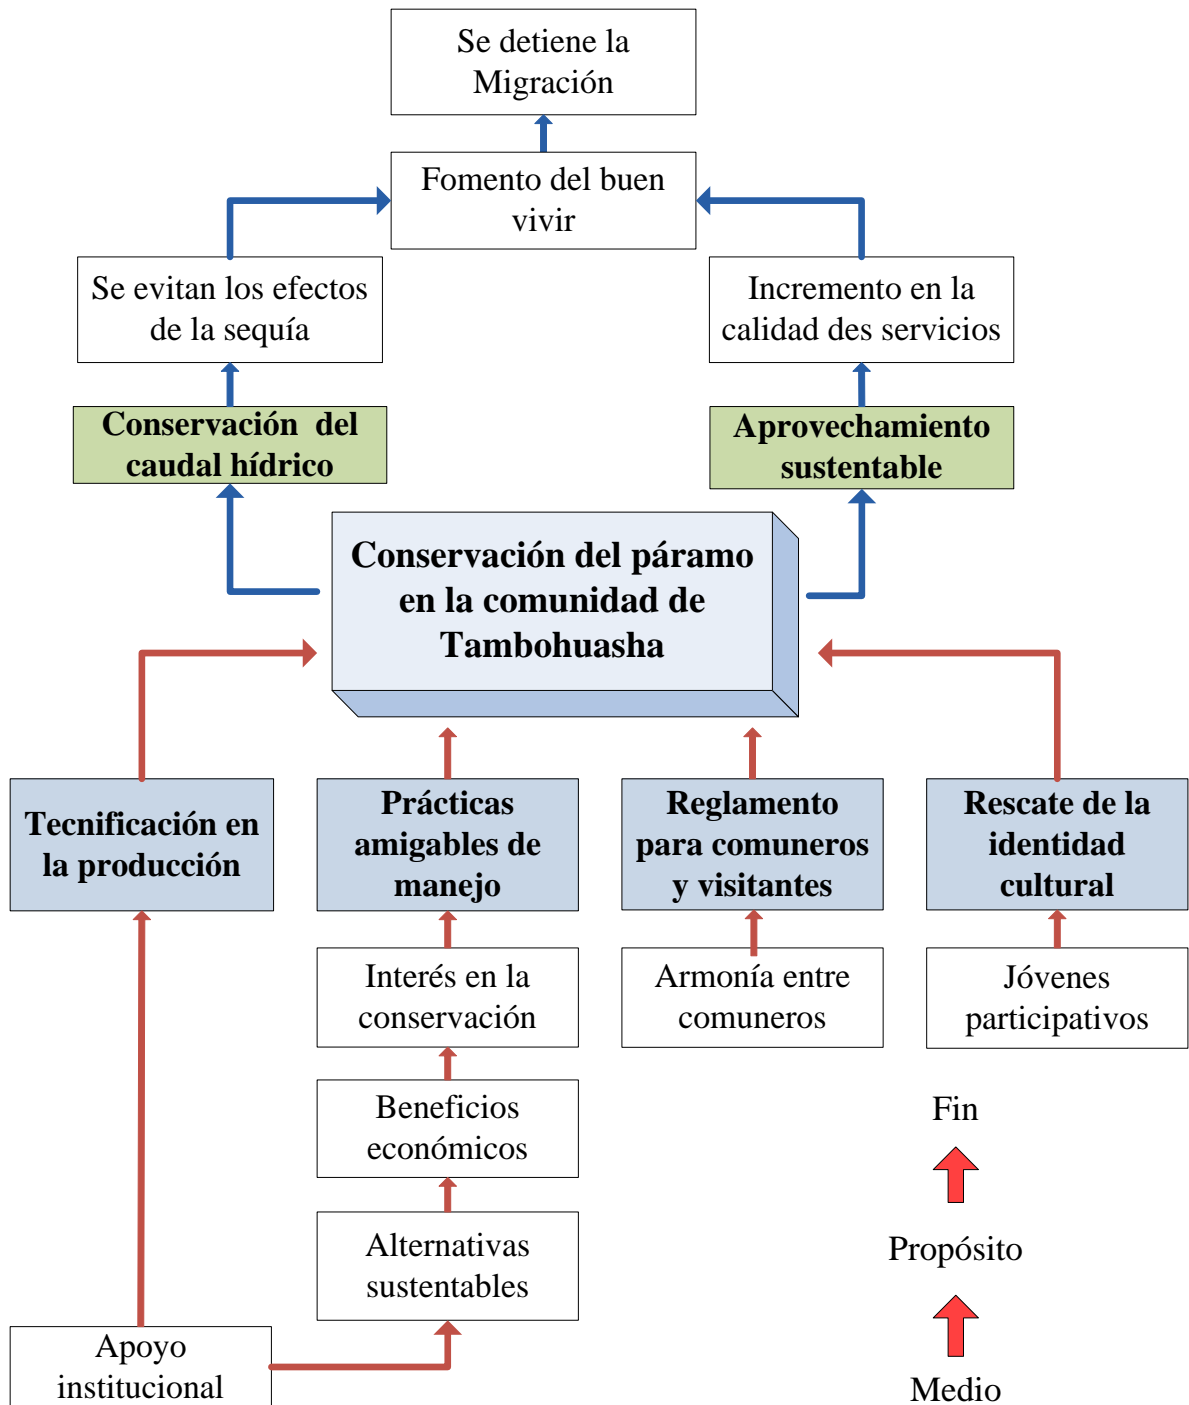 Se detiene la
Migración
Fomento del buen
vivir
Se evitan los efectos
de la sequía
Incremento en la
calidad des servicios
Conservación del
caudal hídrico
Aprovechamiento
sustentable
Conservación del páramo
en la comunidad de
Tambohuasha
Tecnificación en
la producción
Prácticas
amigables de
manejo
Reglamento
para comuneros
y visitantes
Rescate de la
identidad
cultural
Interés en la
conservación
Armonía entre
comuneros
Jóvenes
participativos
Beneficios
económicos
Alternativas
sustentables
Apoyo
institucional
Fin
Propósito
Medio